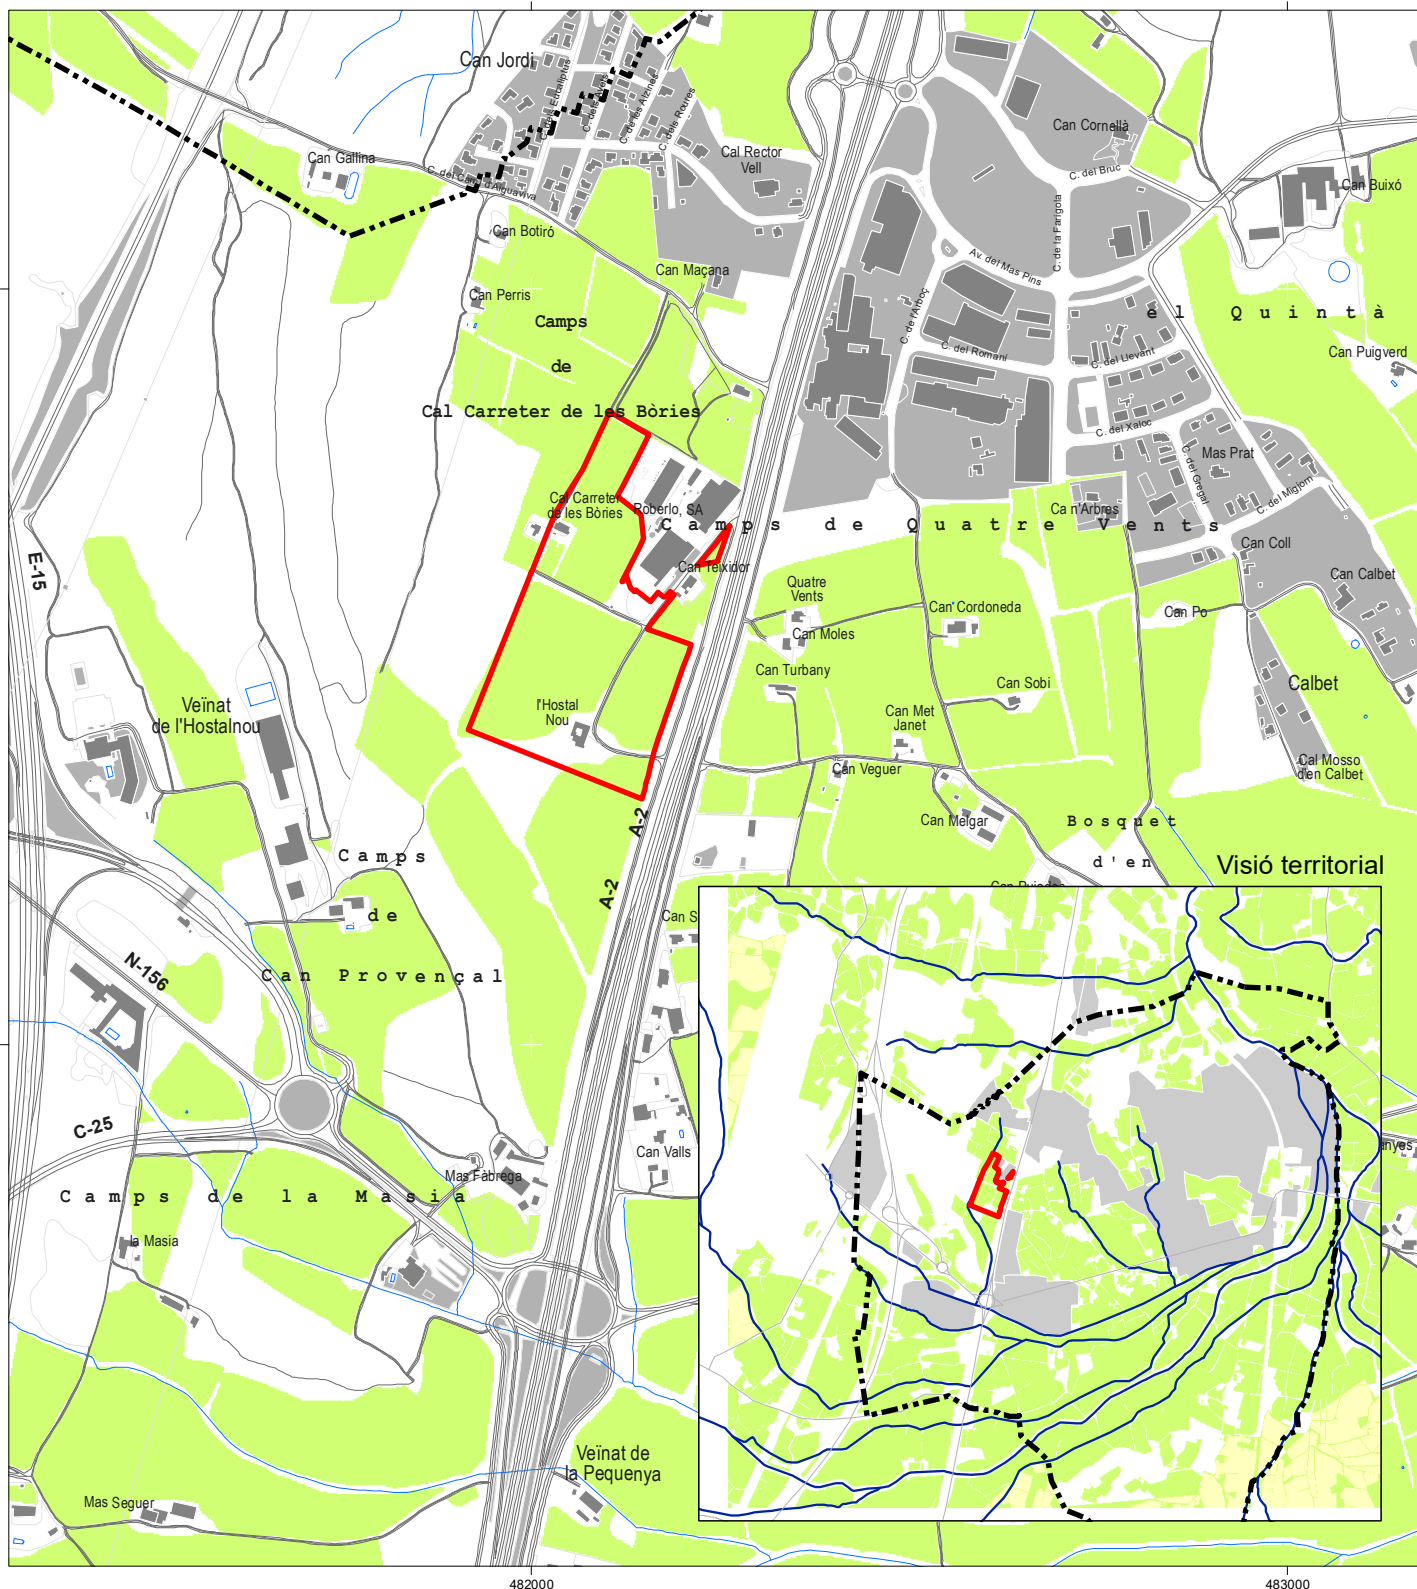 Can Jordi
C. dels Eucaliptus
C. dels Avets
C. de les Alzines
C. dels Roures
Can Gallina
C. del Camí d'Aiguaviva
Cal Rector
Vell
Can Cornellà
C. del Bruc
Can Buixó
Can Botiró
C. de la Farigola
Av. del Mas Pins
Can Maçana
Can Perris
Camps
de
Cal Carreter de les Bòries
C. de l'Arboç
C. del Romaní
el Quintà
C. del Llevant
Can Puigverd
C. del Xaloc
C. del Gregal
Mas Prat
C. del Migjorn
Cal Carreter
de les Bòries
Roberlo, SA
Camps de Quatre Vents
Ca n'Arbres
Can Coll
Can Teixidor
E-15
Quatre
Vents
Can Moles
Can Cordoneda
Can Po
Can Calbet
Can Turbany
Can Sobi
Calbet
Veïnat
de l'Hostalnou
l'Hostal
Nou
Can Met
Janet
Can Veguer
Cal Mosso
d'en Calbet
Can Melgar
Bosquet
d'en
A-2
A-2
Camps
de
Can Provençal
Visió territorial
Can S
N-156
C-25
Can Valls
nyes
Mas Fàbrega
Camps de la Masia
la Masia
Veïnat de
la Pequenya
Mas Seguer
482000
483000